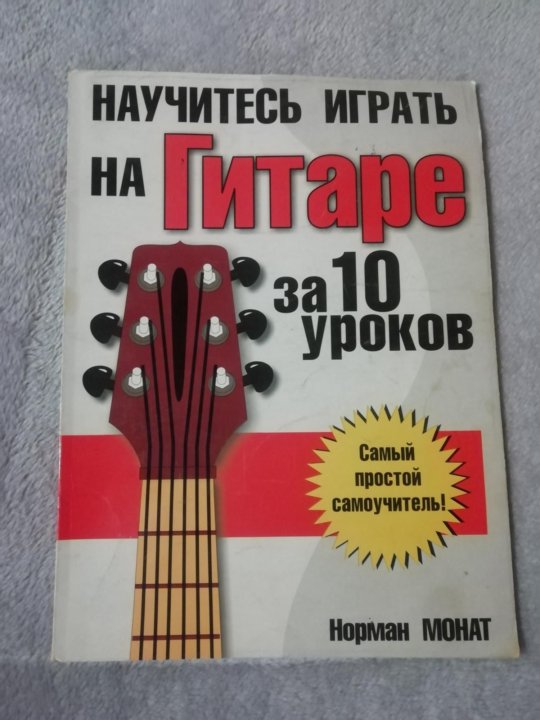 НАУЧИТЕСЬ ИГРАТЬ
НА Гитаре
за 10
уроков
Самый
простой
самоучитель!
Норман МОНАТ